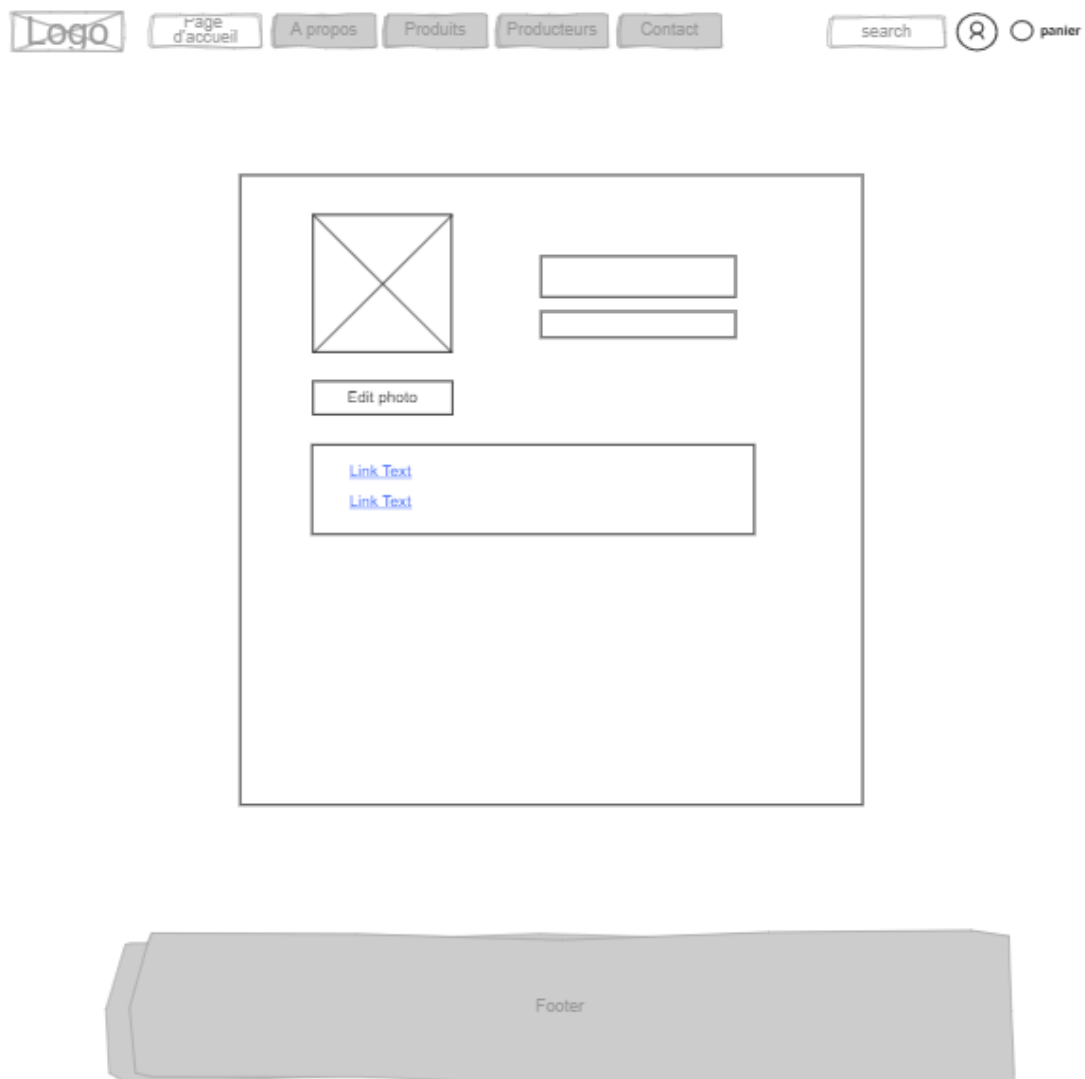 Logo
Page
d'accueil
A propos
Produits
Producteurs
Contact
search
panier
Edit photo
Link Text
Link Text
Footer